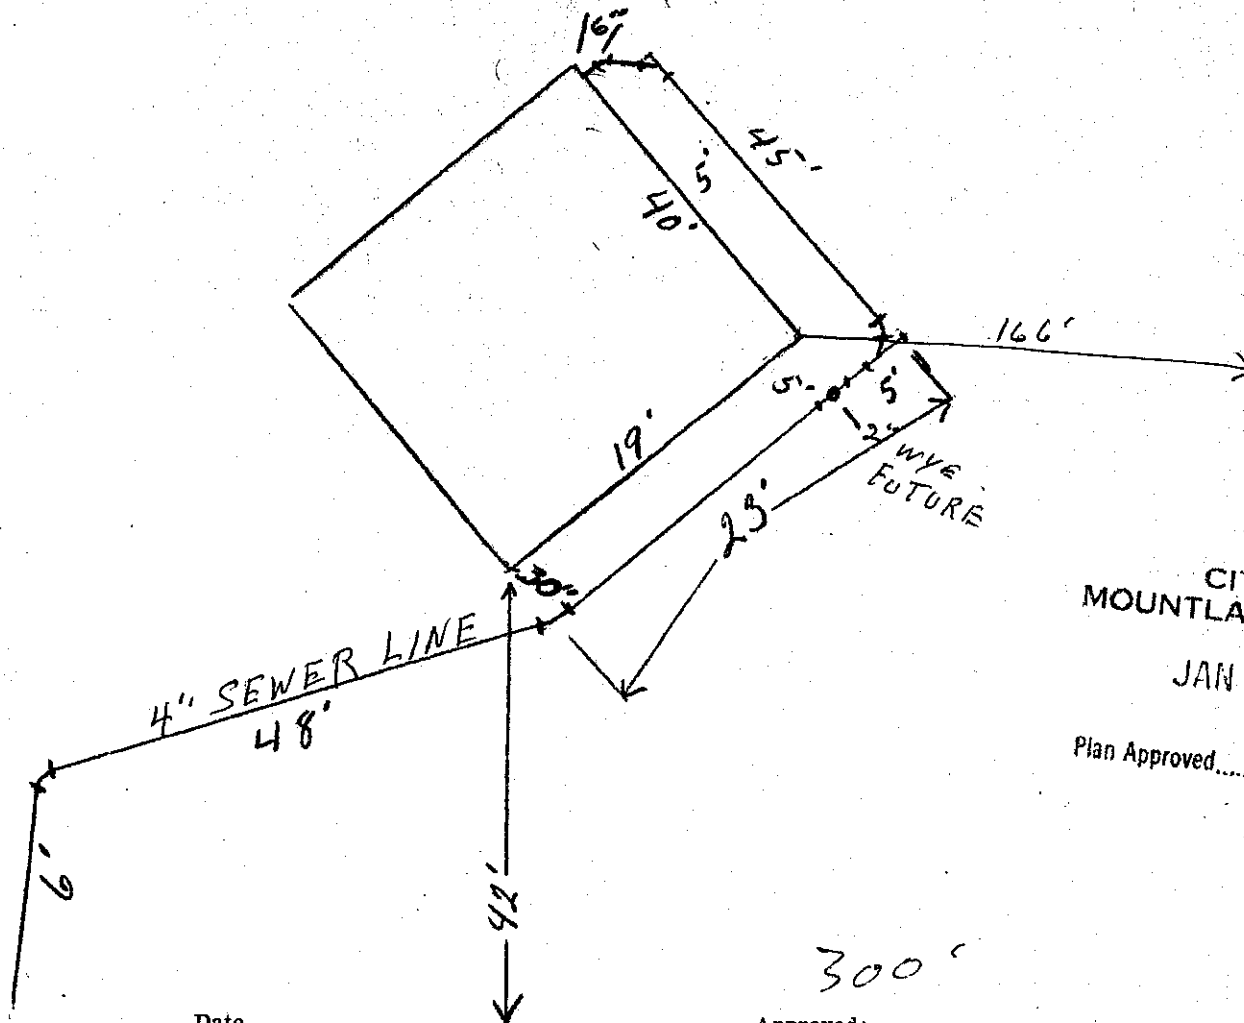 16"
45'
5'
40'
166'
5'
5'
19'
2" WYE
FUTURE
23'
30"
CIT
MOUNTLA
4" SEWER LINE
48'
JAN
Plan Approved.....
6'
42'
300'
Date
Approved: